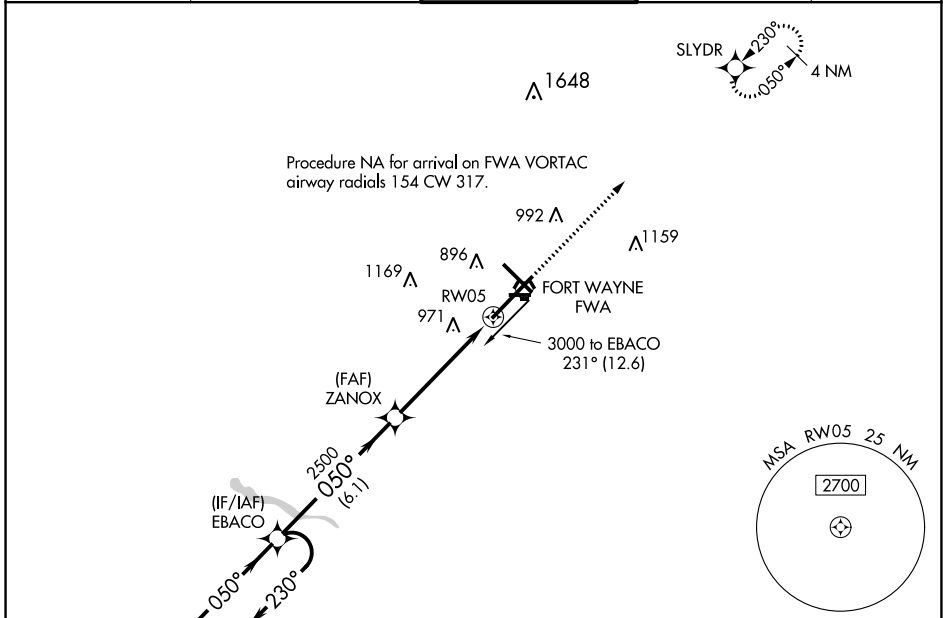 SLYDR
230°
050°
4 NM
1648
Procedure NA for arrival on FWA VORTAC
airway radials 154 CW 317.
992
1159
896
1169
RW05
FORT WAYNE
FWA
971
3000 to EBACO
231° (12.6)
(FAF)
ZANOX
2500
050°
(6.1)
(IF/IAF)
EBACO
050°
230°
MSA RW05 25 NM
2700